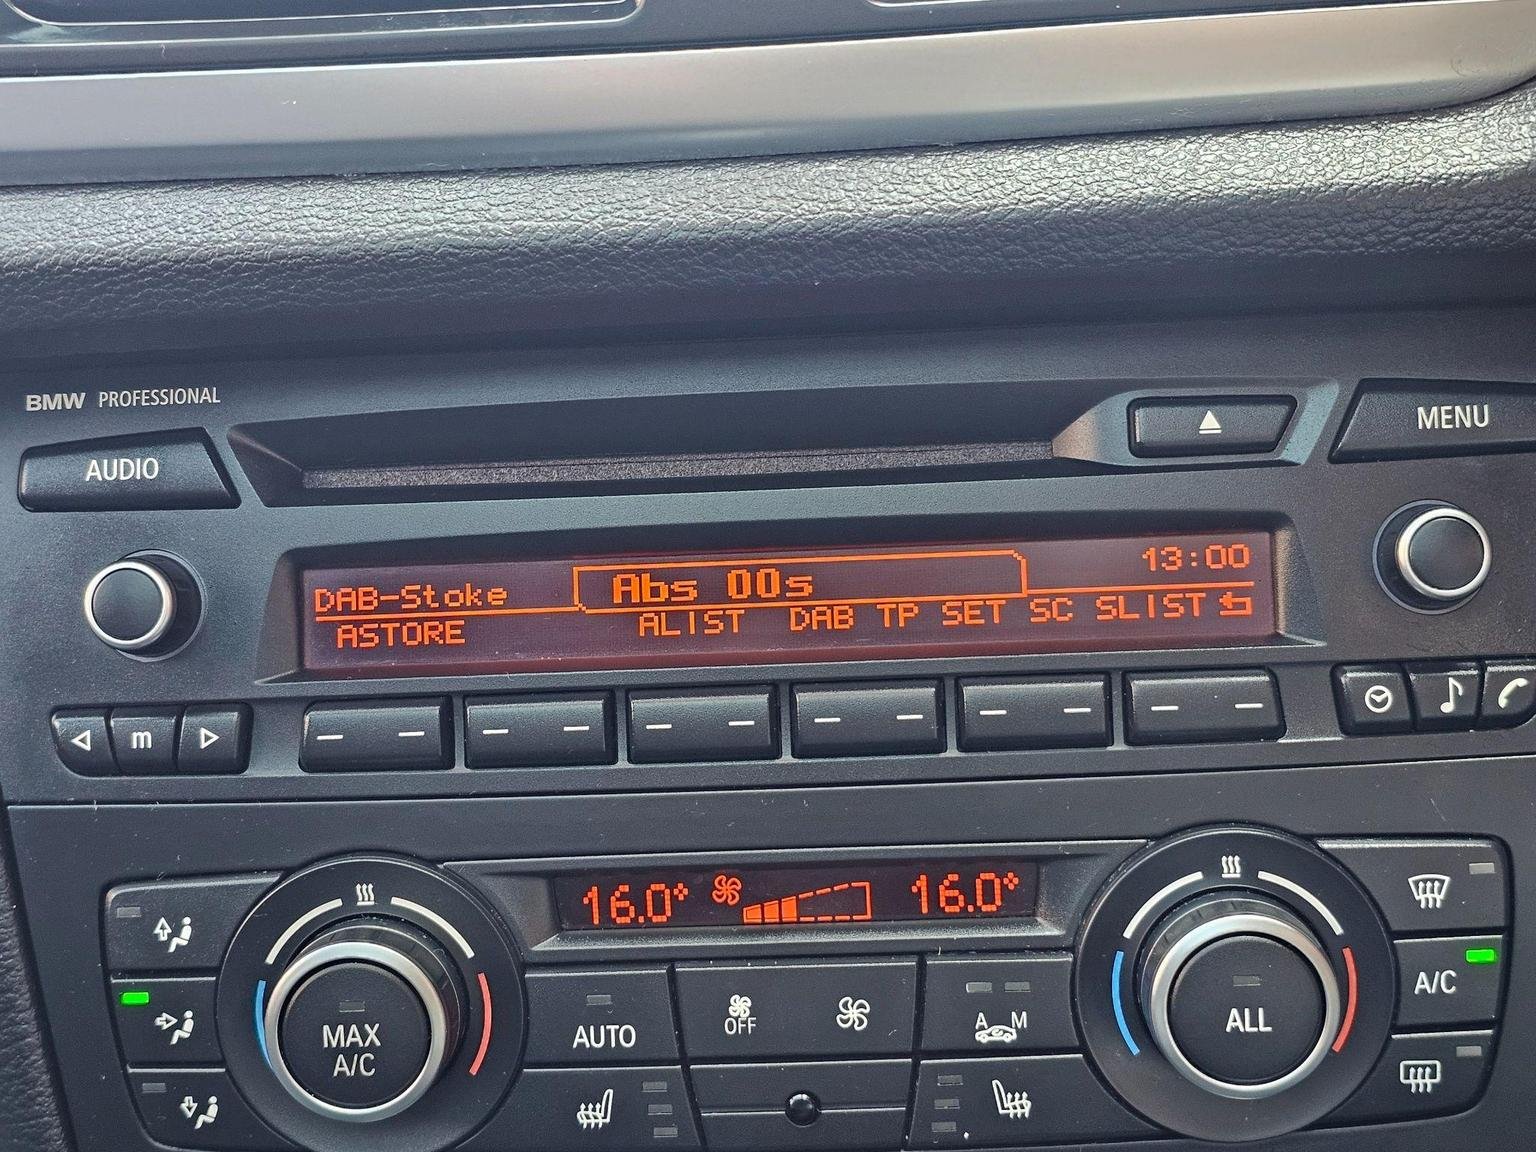 BMW PROFESSIONAL
AUDIO
MENU
DAB-Stoke
Abs 00s
13:00
ASTORE ALIST DAB TP SET SC SLIST
m
16.0°
16.0°
MAX
A/C
AUTO
OFF
A M
ALL
A/C